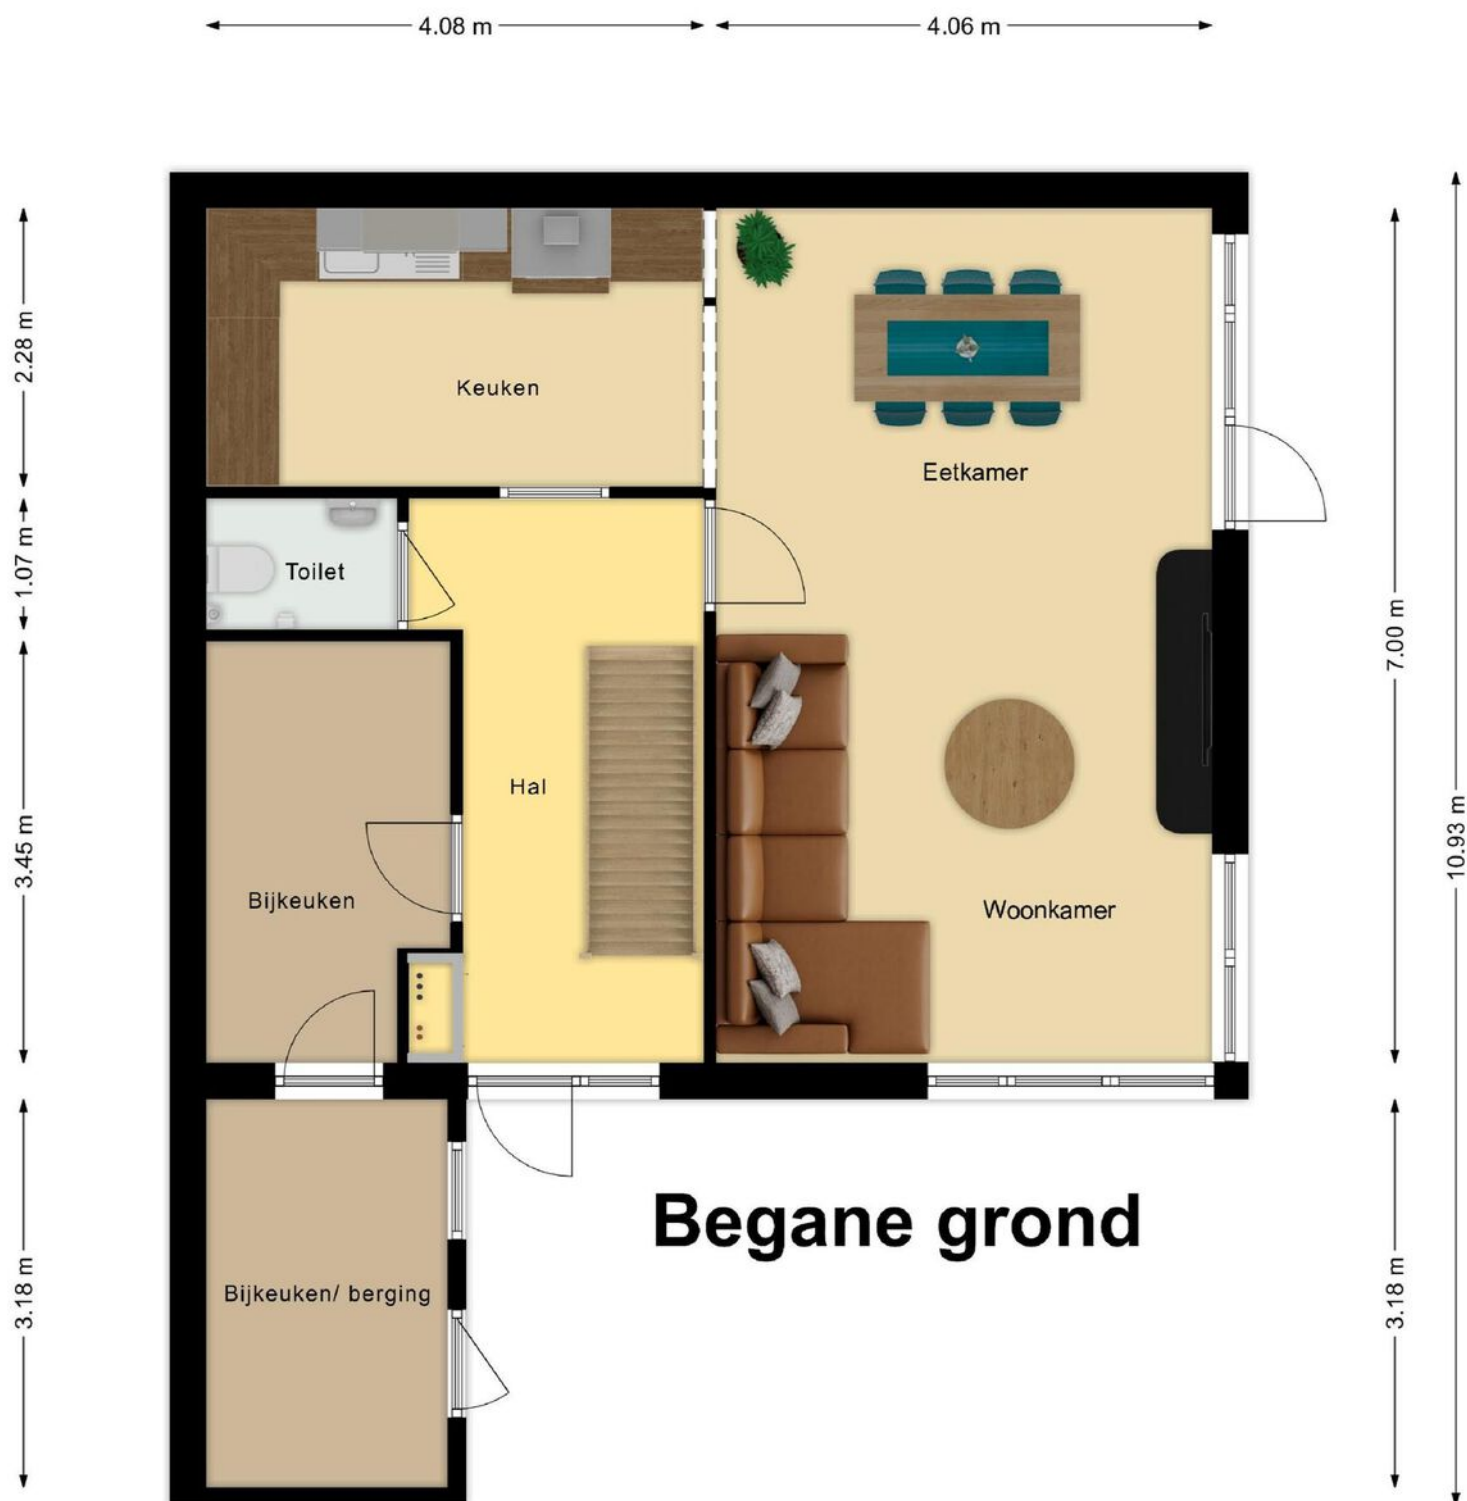 4.08 m
4.06 m
2.28 m
Keuken
Eetkamer
1.07 m
Toilet
7.00 m
Hal
3.45 m
10.93 m
Bijkeuken
Woonkamer
Begane grond
Bijkeuken/ berging
3.18 m
3.18 m